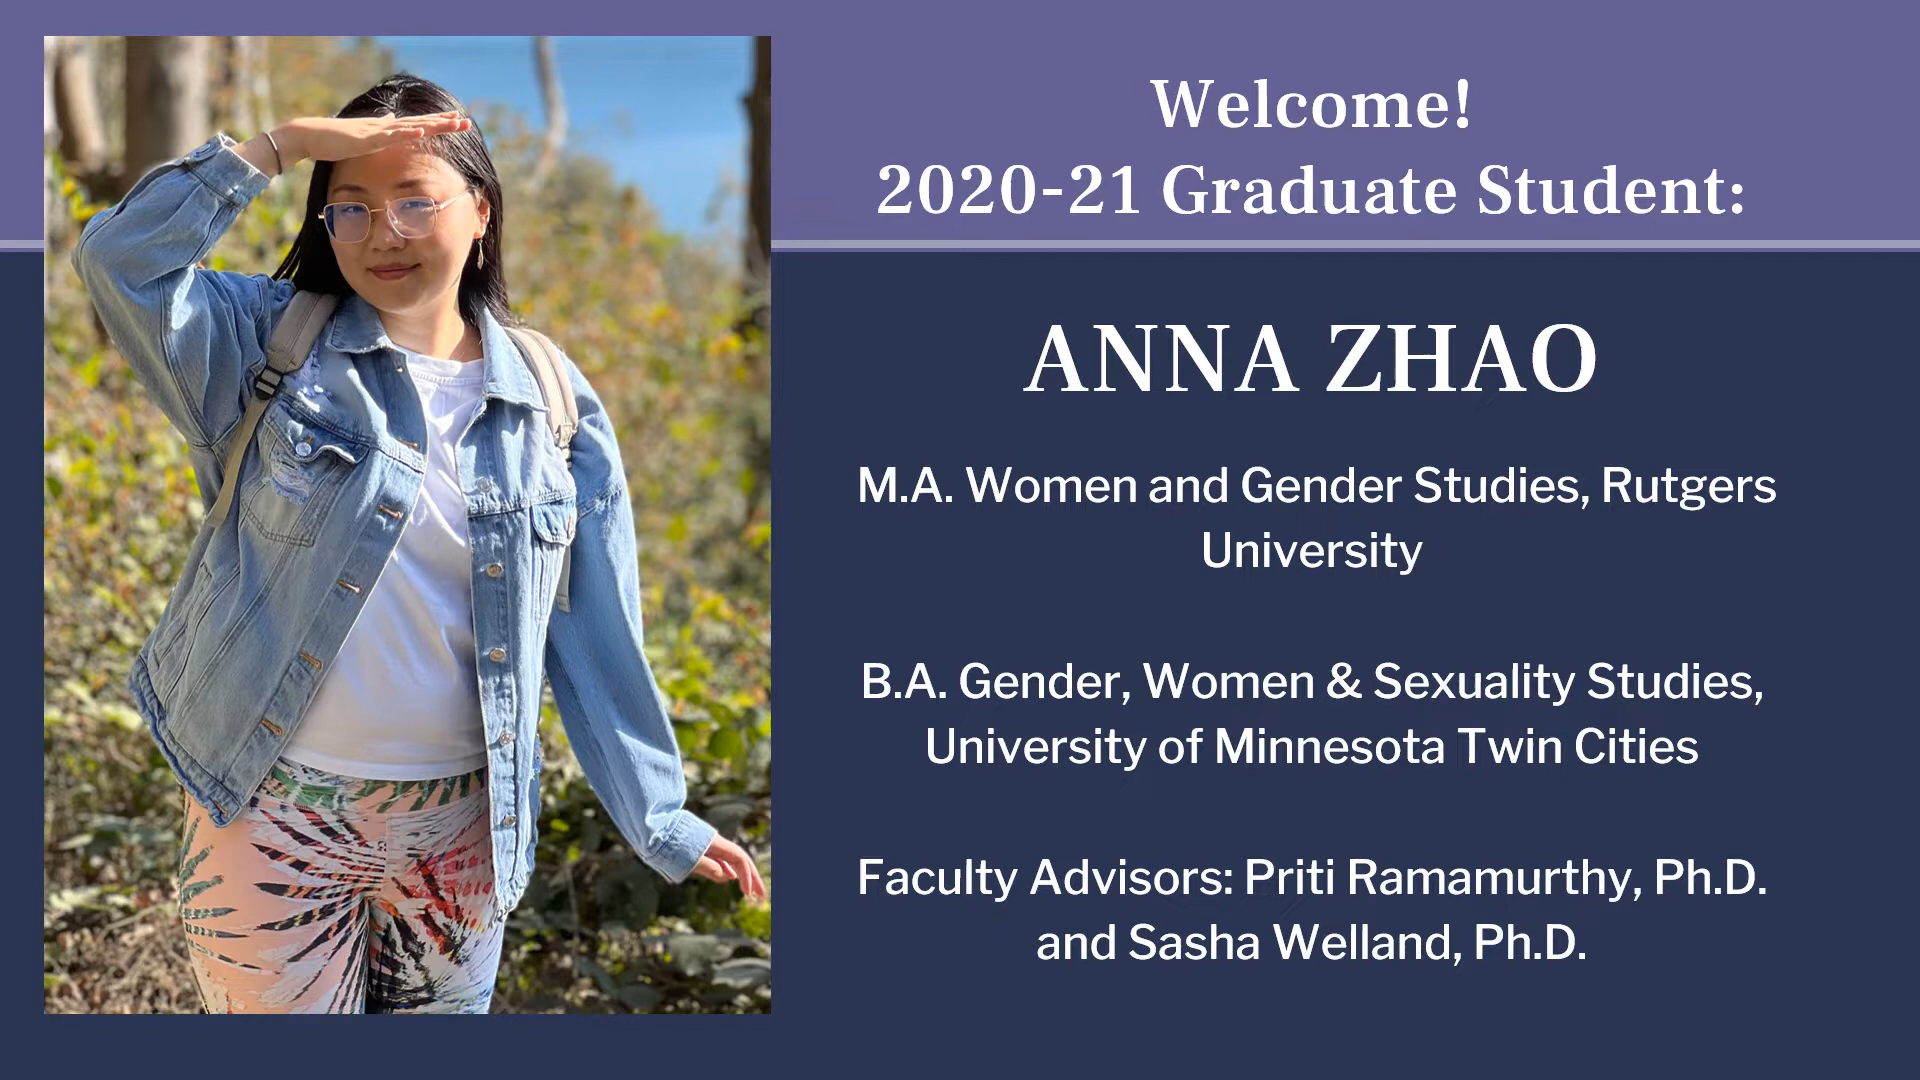 Welcome!
2020-21 Graduate Student:
ANNA ZHAO
M.A. Women and Gender Studies, Rutgers
University
B.A. Gender, Women & Sexuality Studies,
University of Minnesota Twin Cities
Faculty Advisors: Priti Ramamurthy, Ph.D.
and Sasha Welland, Ph.D.